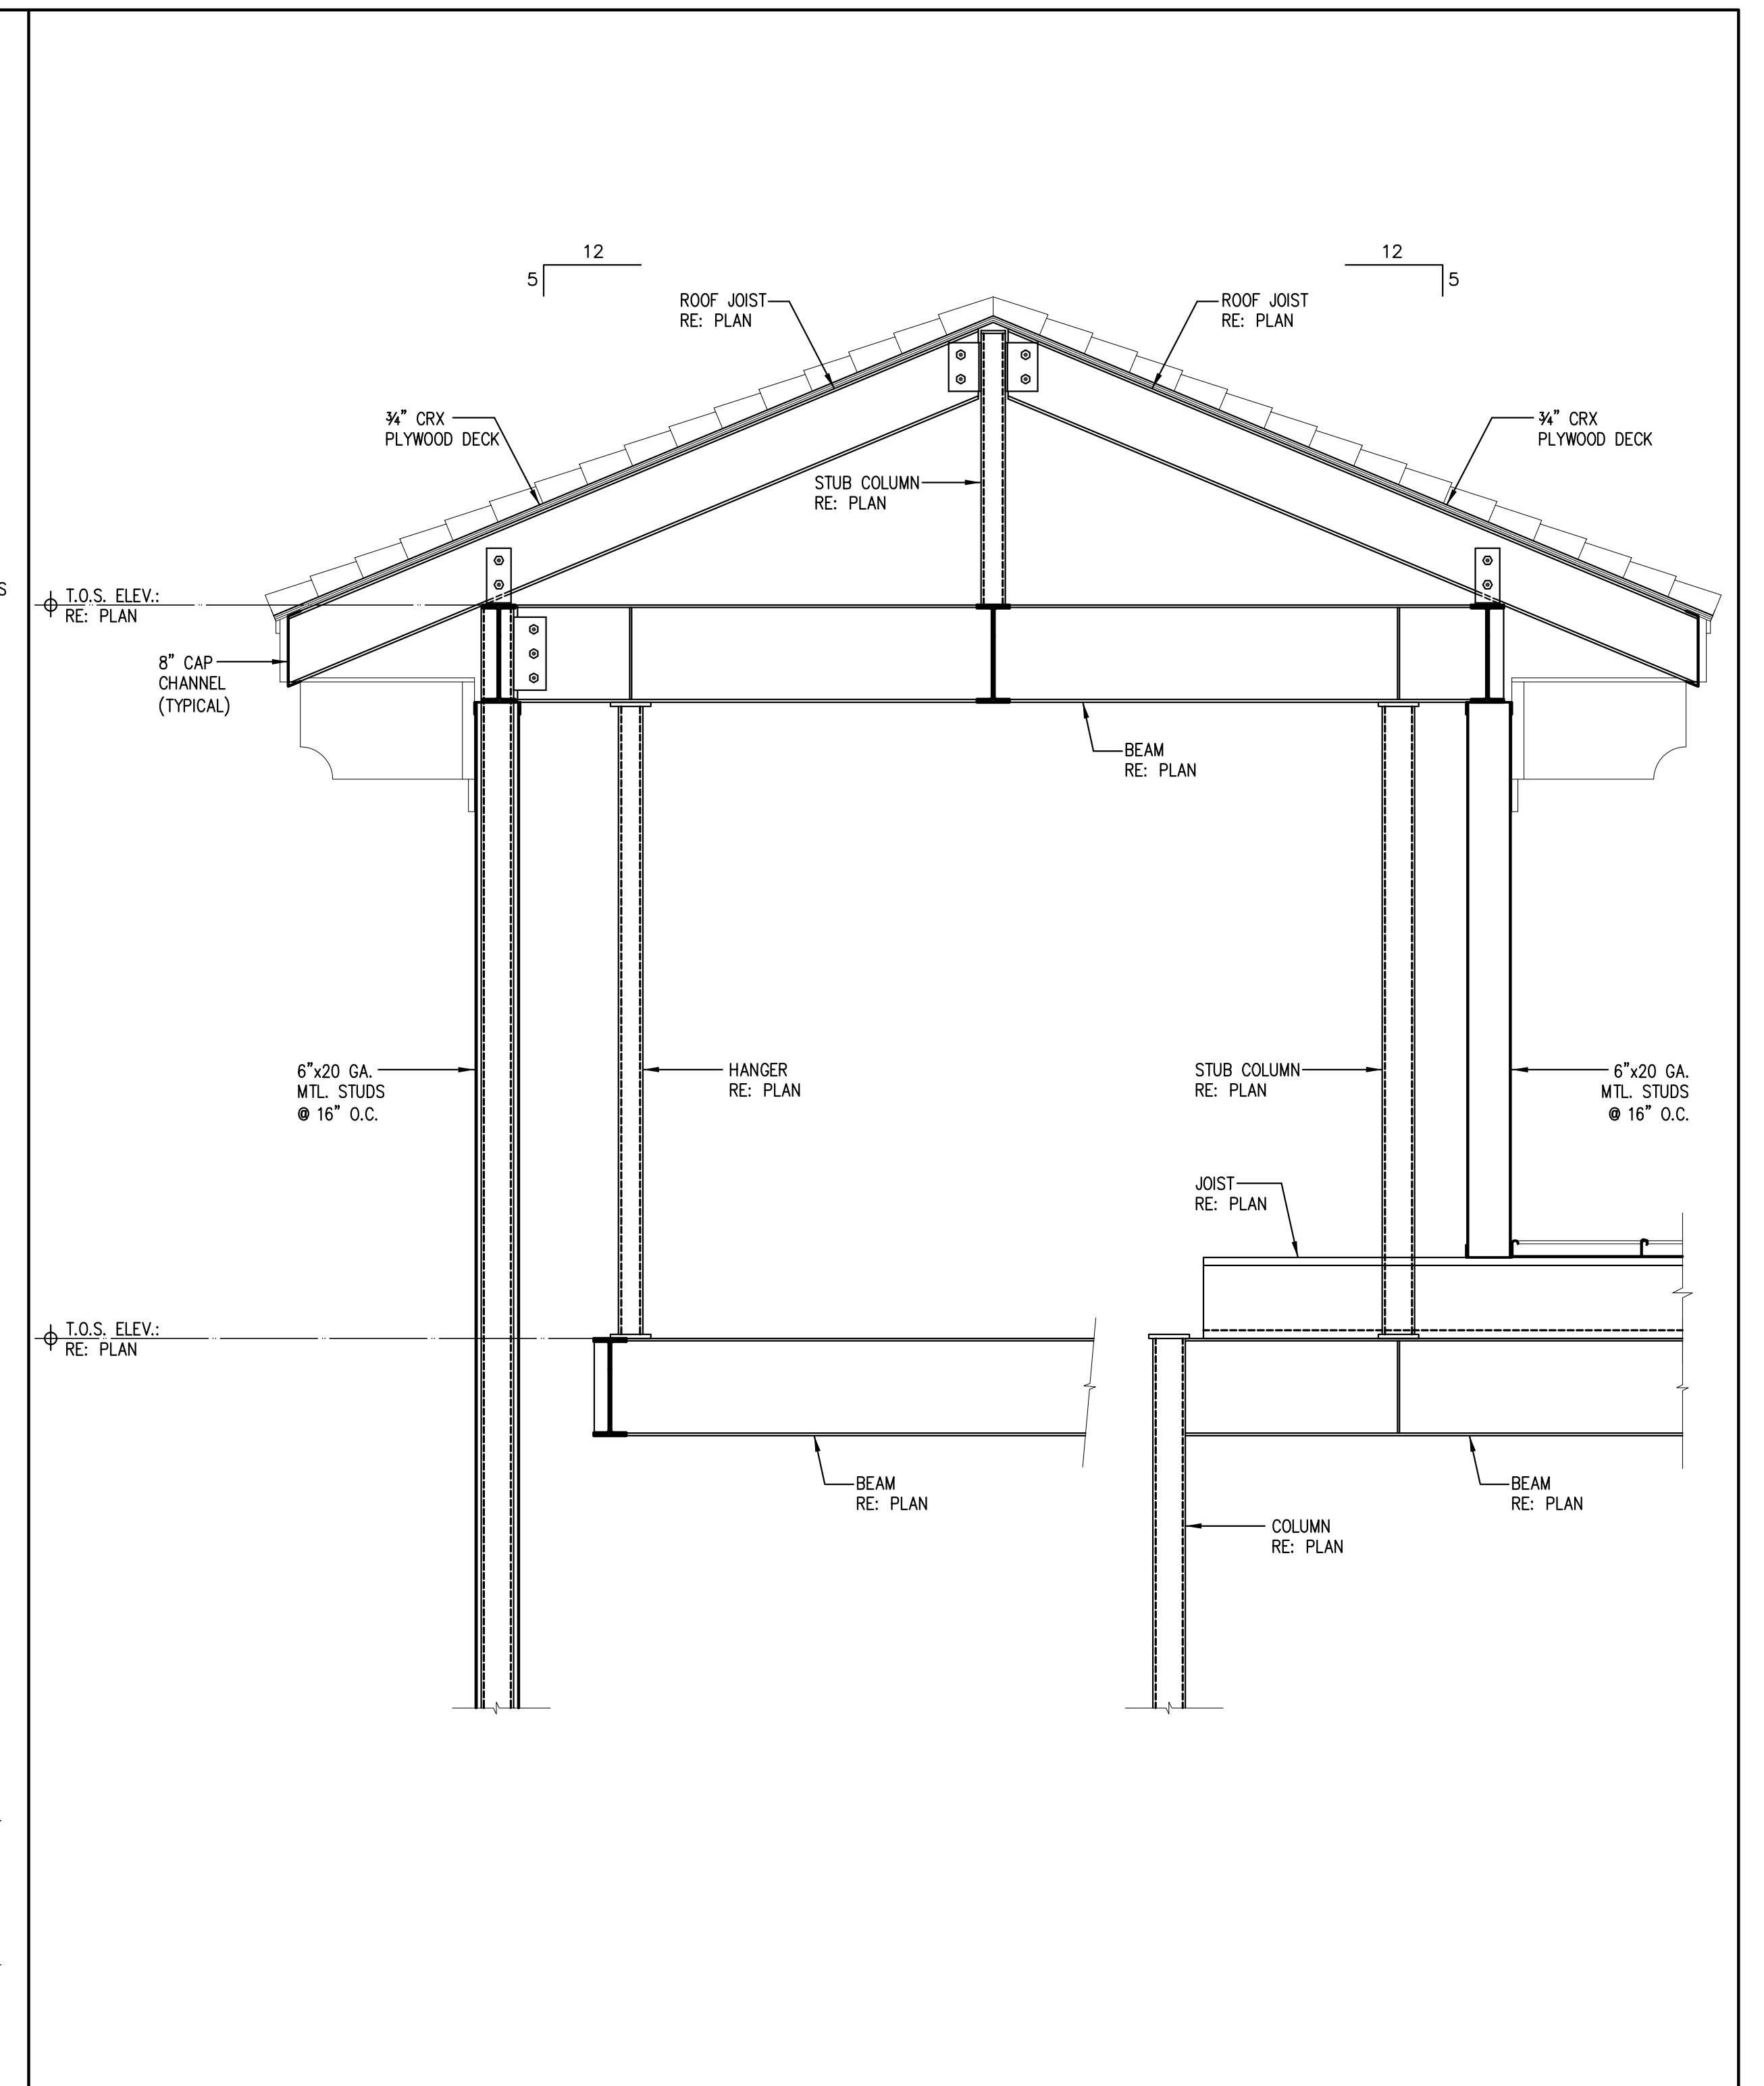 12
5
12
5
ROOF JOIST
RE: PLAN
ROOF JOIST
RE: PLAN
¾" CRX
PLYWOOD DECK
¾" CRX
PLYWOOD DECK
STUB COLUMN
RE: PLAN
S
T.O.S. ELEV.:
RE: PLAN
8" CAP
CHANNEL
(TYPICAL)
BEAM
RE: PLAN
6"x20 GA.
MTL. STUDS
@ 16" O.C.
HANGER
RE: PLAN
STUB COLUMN
RE: PLAN
6"x20 GA.
MTL. STUDS
@ 16" O.C.
JOIST
RE: PLAN
T.O.S. ELEV.:
RE: PLAN
BEAM
RE: PLAN
BEAM
RE: PLAN
COLUMN
RE: PLAN